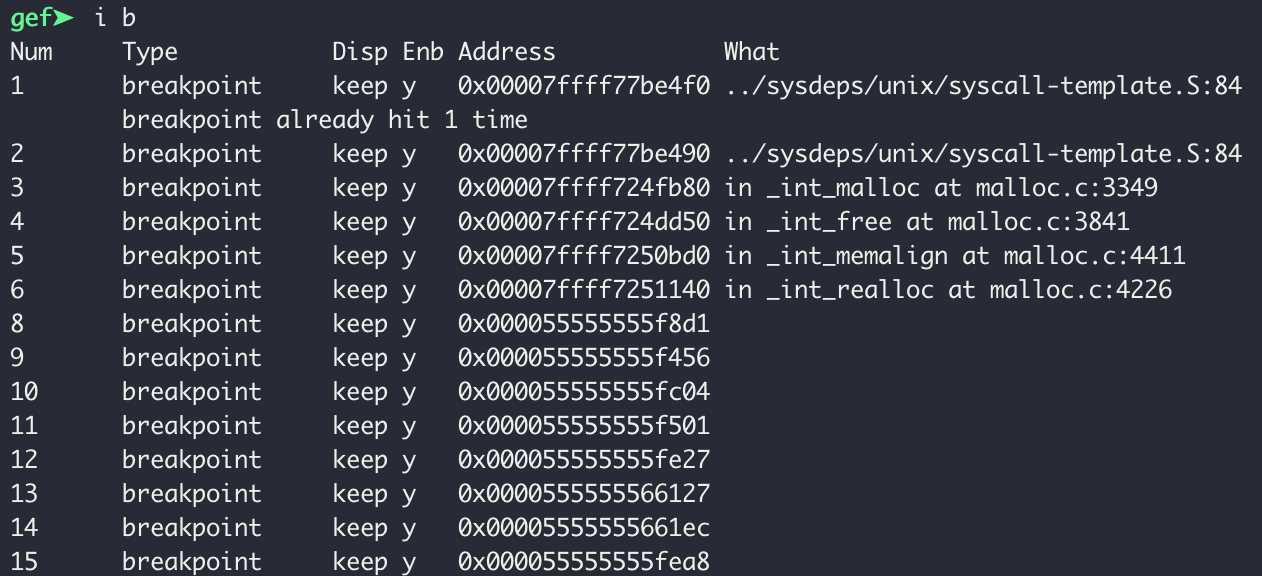 gef➤ i b
Num Type Disp Enb Address What
1 breakpoint keep y 0x00007ffff77be4f0 ../sysdeps/unix/syscall-template.S:84
breakpoint already hit 1 time
2 breakpoint keep y 0x00007ffff77be490 ../sysdeps/unix/syscall-template.S:84
3 breakpoint keep y 0x00007ffff724fb80 in _int_malloc at malloc.c:3349
4 breakpoint keep y 0x00007ffff724dd50 in _int_free at malloc.c:3841
5 breakpoint keep y 0x00007ffff7250bd0 in _int_memalign at malloc.c:4411
6 breakpoint keep y 0x00007ffff7251140 in _int_realloc at malloc.c:4226
8 breakpoint keep y 0x000055555555f8d1
9 breakpoint keep y 0x000055555555f456
10 breakpoint keep y 0x000055555555fc04
11 breakpoint keep y 0x000055555555f501
12 breakpoint keep y 0x000055555555fe27
13 breakpoint keep y 0x0000555555566127
14 breakpoint keep y 0x00005555555661ec
15 breakpoint keep y 0x000055555555fea8